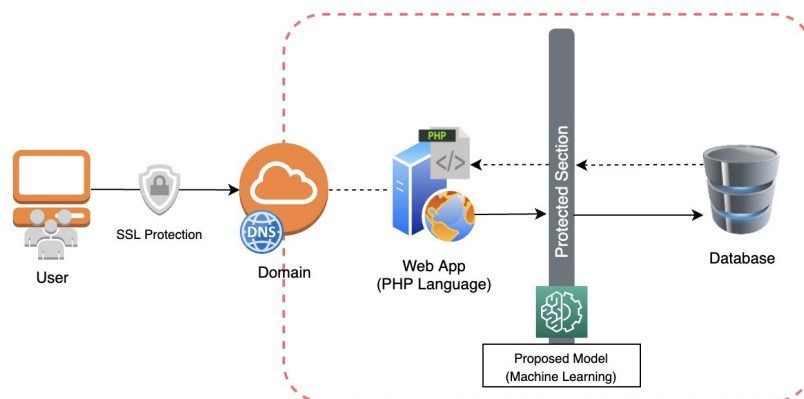 PHP
</>
Protected Section
DNS
SSL Protection
User
Domain
Web App
(PHP Language)
Database
Proposed Model
(Machine Learning)